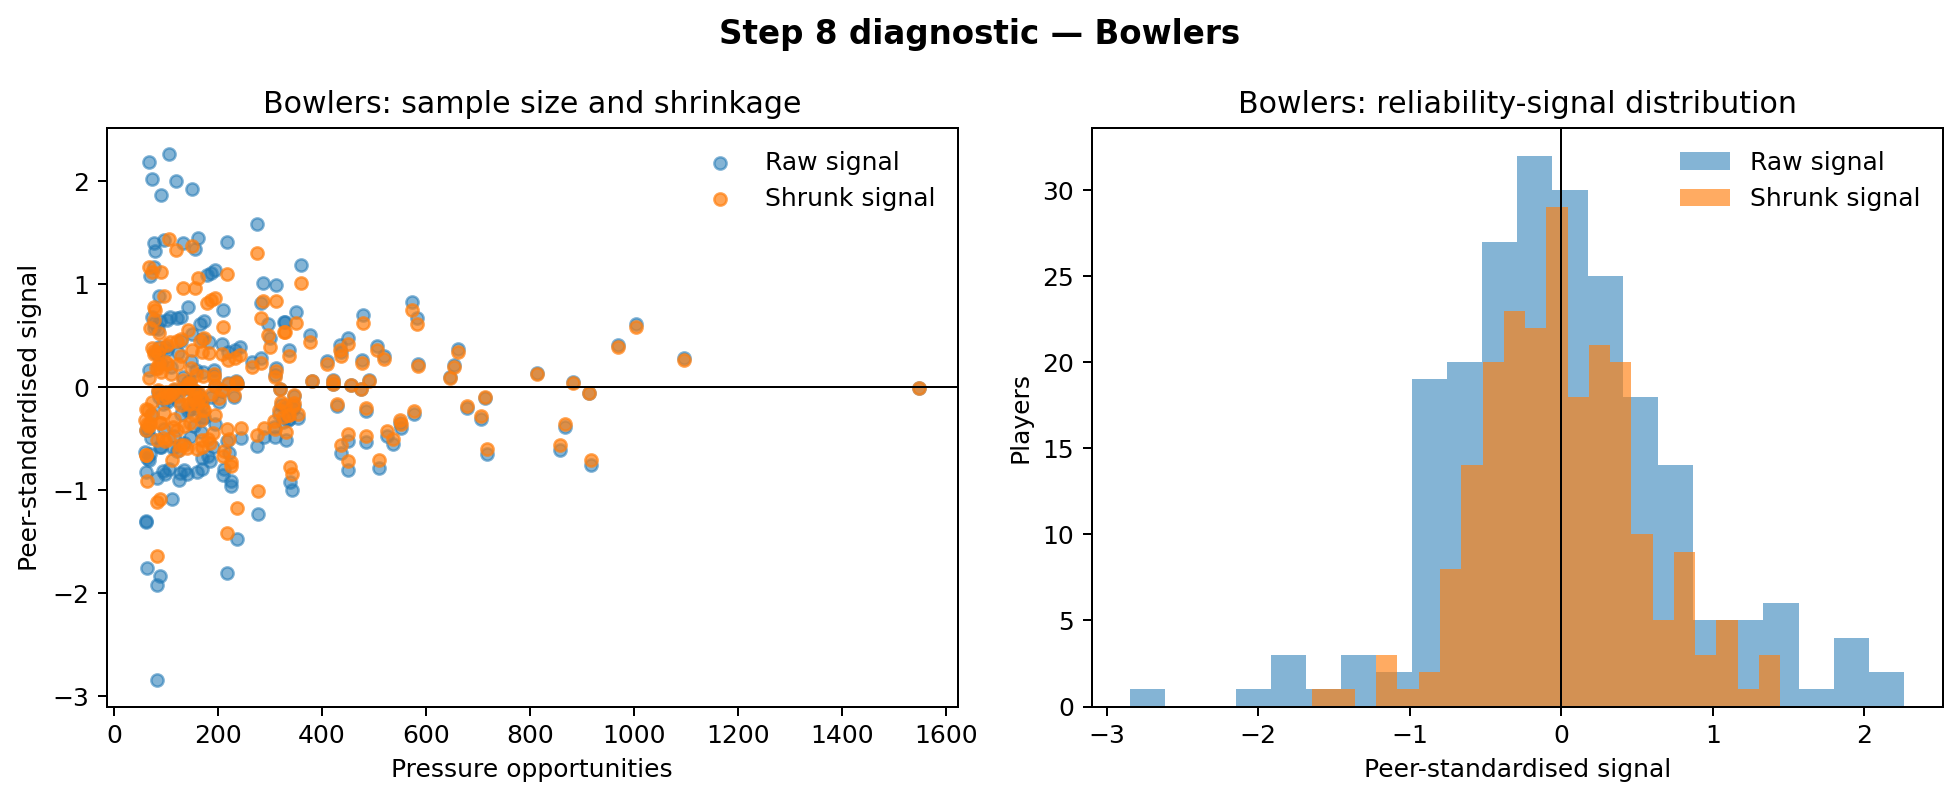 Step 8 diagnostic — Bowlers
Bowlers: sample size and shrinkage
Raw signal
Shrunk signal
Peer-standardised signal
2
1
0
−1
−2
−3
0 200 400 600 800 1000 1200 1400 1600
Pressure opportunities
Bowlers: reliability-signal distribution
Raw signal
Shrunk signal
Players
30
25
20
15
10
5
0
−3 −2 −1 0 1 2
Peer-standardised signal